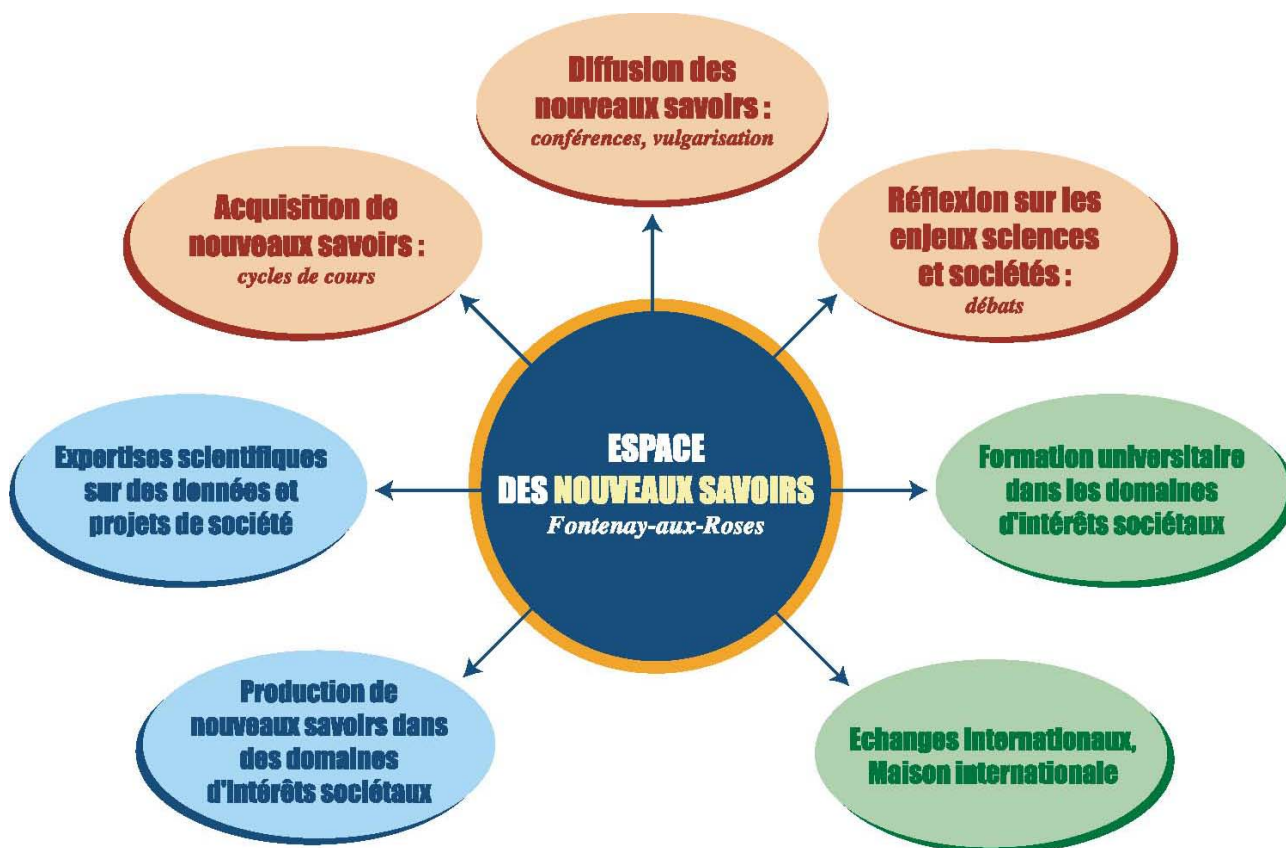 Diffusion des
nouveaux savoirs :
conférences, vulgarisation
Acquisition de
nouveaux savoirs :
cycles de cours
Réflexion sur les
enjeux sciences
et sociétés :
débats
Expertises scientifiques
sur des données et
projets de société
ESPACE
DES NOUVEAUX SAVOIRS
Fontenay-aux-Roses
Formation universitaire
dans les domaines
d'intérêts sociétaux
Production de
nouveaux savoirs dans
des domaines
d'intérêts sociétaux
Echanges internationaux,
Maison internationale